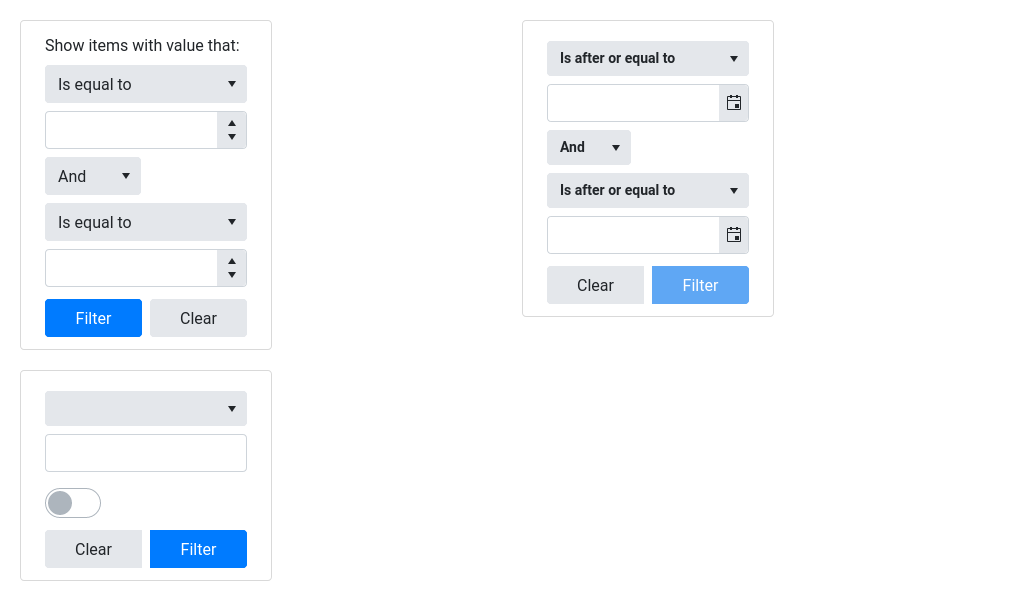 Show items with value that:
Is equal to
And
Is equal to
Filter Clear
Is after or equal to
And
Is after or equal to
Clear Filter
Clear Filter